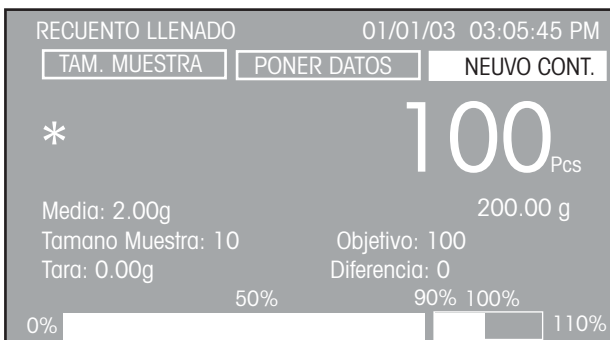 RECUENTO LLENADO 01/01/03 03:05:45 PM
TAM. MUESTRA PONER DATOS NEUVO CONT.
* 100 Pcs
Media: 2.00g 200.00 g
Tamano Muestra: 10 Objetivo: 100
Tara: 0.00g Diferencia: 0
50% 90% 100%
0% 110%